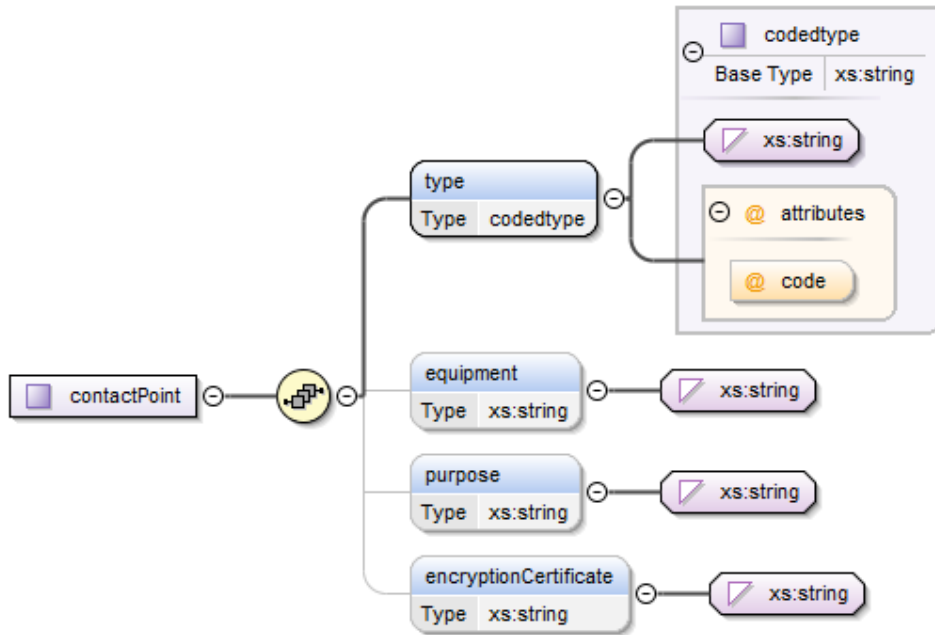 codedtype
Base Type xs:string
xs:string
type
Type codedtype
@ attributes
@ code
contactPoint
equipment
Type xs:string
xs:string
purpose
Type xs:string
xs:string
encryptionCertificate
Type xs:string
xs:string